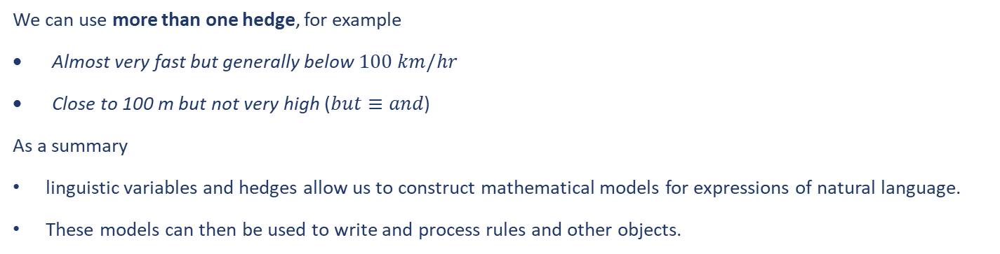 We can use more than one hedge, for example
• Almost very fast but generally below 100 km/hr
• Close to 100 m but not very high (but ≡ and)
As a summary
• linguistic variables and hedges allow us to construct mathematical models for expressions of natural language.
• These models can then be used to write and process rules and other objects.